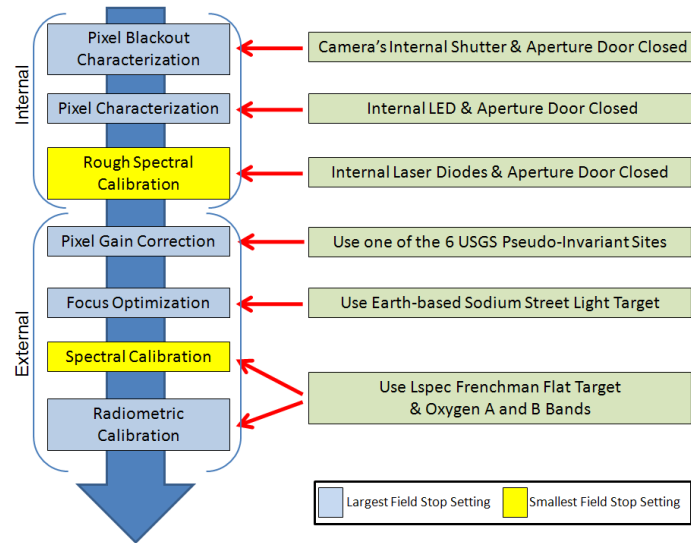 Internal
Pixel Blackout
Characterization
Camera's Internal Shutter & Aperture Door Closed
Pixel Characterization
Internal LED & Aperture Door Closed
Rough Spectral
Calibration
Internal Laser Diodes & Aperture Door Closed
External
Pixel Gain Correction
Use one of the 6 USGS Pseudo-Invariant Sites
Focus Optimization
Use Earth-based Sodium Street Light Target
Spectral Calibration
Use Lspec Frenchman Flat Target
& Oxygen A and B Bands
Radiometric
Calibration
Largest Field Stop Setting
Smallest Field Stop Setting